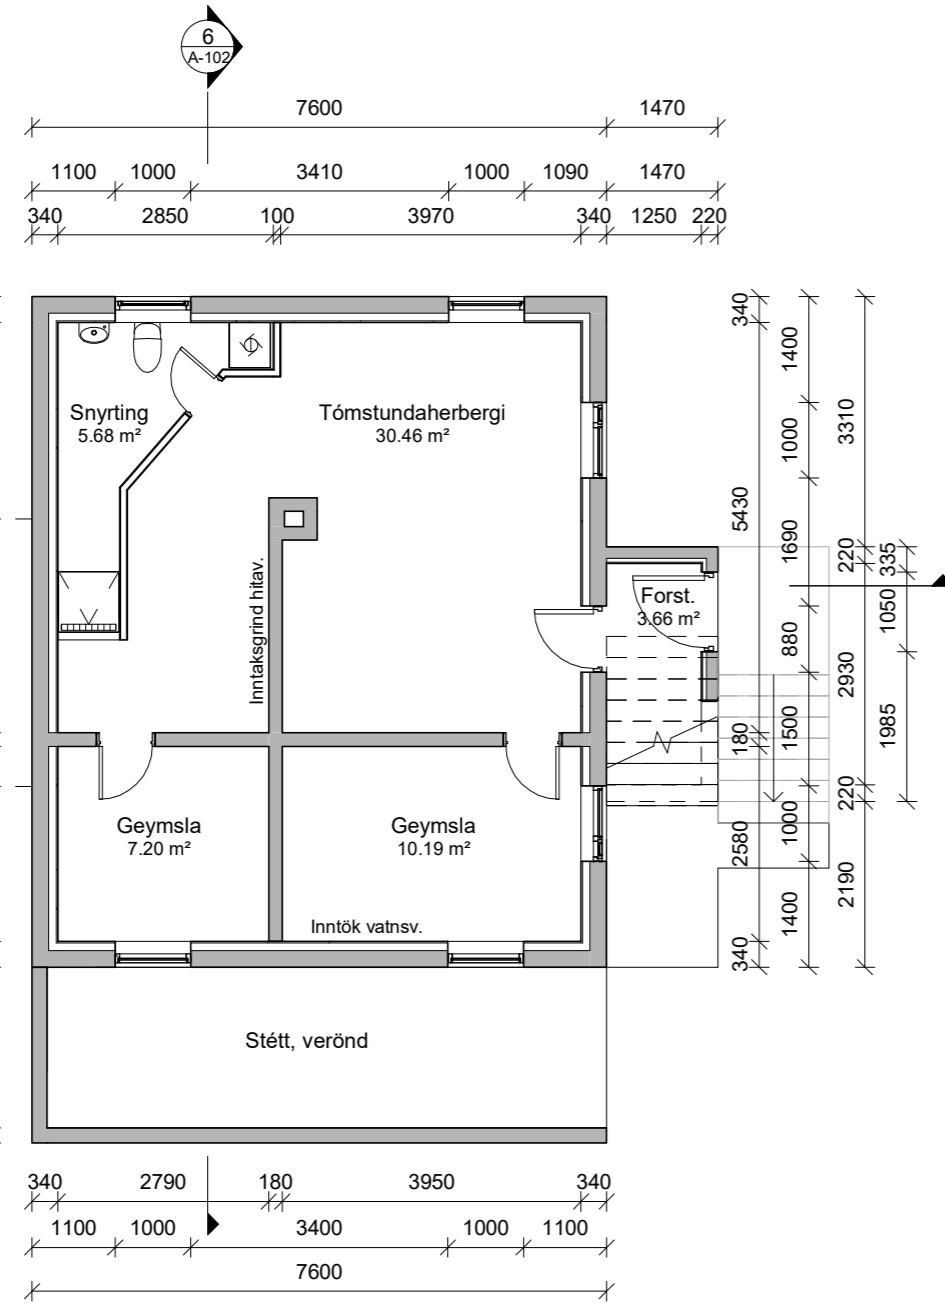 6
A-102
7600 1470
1100 1000 3410 1000 1090 1470
340 2850 100 3970 340 1250 220
Snyrting
5.68 m²
Tómstundaherbergi
30.46 m²
Inntaksgrind hitav.
Forst.
3.66 m²
Geymsla
7.20 m²
Geymsla
10.19 m²
Inntök vatnsv.
Stétt, verönd
340 5430 180 2580 340
1400 1000 1690 880 1500 1000 1400
3310 220 2930 220 2190
335 1050 1985
340 2790 180 3950 340
1100 1000 3400 1000 1100
7600